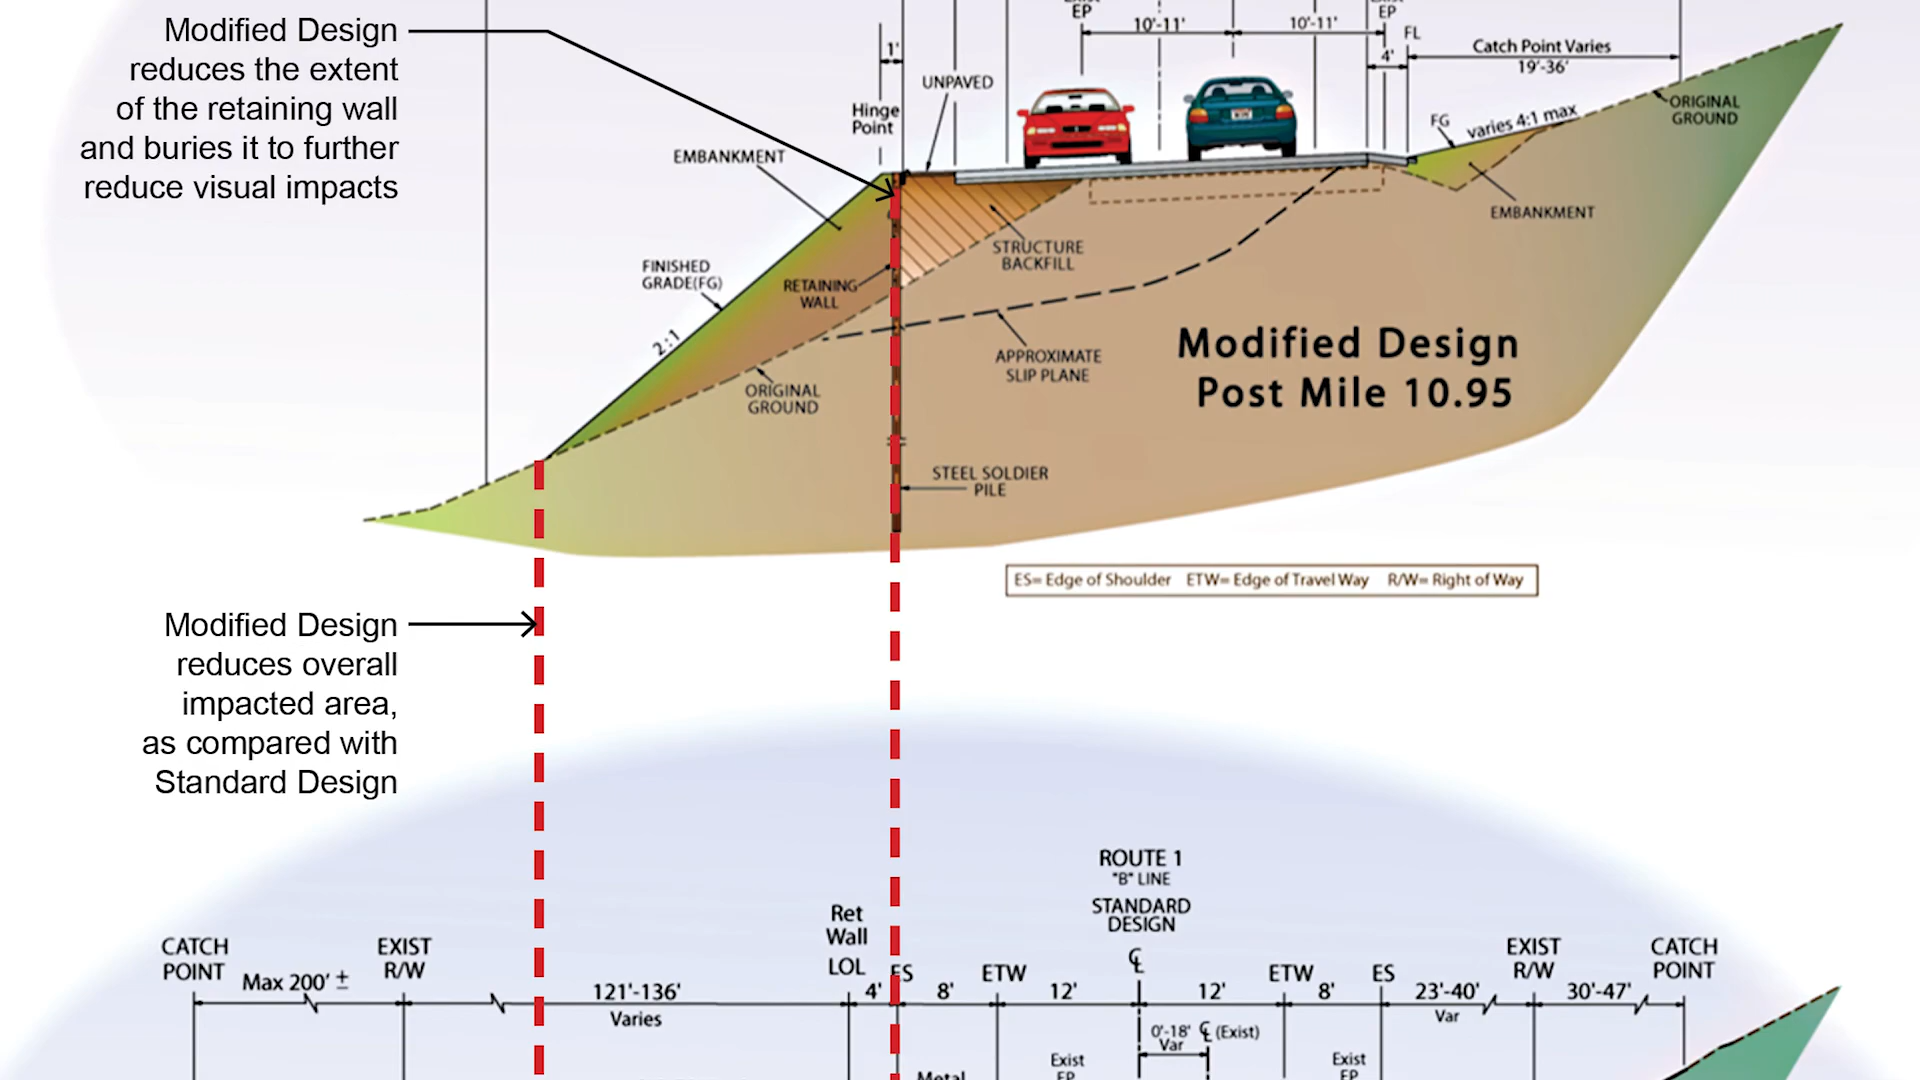 Modified Design
reduces the extent
of the retaining wall
and buries it to further
reduce visual impacts
EP
10'-11'
10'-11'
EP
FL
1'
4'
Catch Point Varies
19'-36'
UNPAVED
Hinge
Point
ORIGINAL
GROUND
FG
varies 4:1 max
EMBANKMENT
EMBANKMENT
STRUCTURE
BACKFILL
FINISHED
GRADE(FG)
RETAINING
WALL
2:1
APPROXIMATE
SLIP PLANE
ORIGINAL
GROUND
Modified Design
Post Mile 10.95
STEEL SOLDIER
PILE
ES= Edge of Shoulder ETW= Edge of Travel Way R/W= Right of Way
Modified Design
reduces overall
impacted area,
as compared with
Standard Design
ROUTE 1
"B" LINE
STANDARD
DESIGN
℄
CATCH
POINT
EXIST
R/W
Ret
Wall
LOL
ES
ETW
ETW
ES
EXIST
R/W
CATCH
POINT
Max 200' ±
121'-136'
Varies
4'
8'
12'
12'
8'
23'-40'
Var
30'-47'
0'-18'
Var
℄ (Exist)
Exist
EP
Exist
EP
Metal